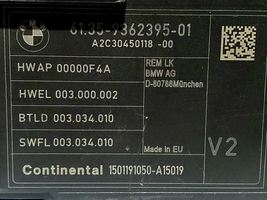 BMW
61.35-9362395-01
A2C30450118 -00
HWAP 00000F4A
REM LK
BMW AG
D-80788München
HWEL 003.000.002
BTLD 003.034.010
SWFL 003.034.010
Made in EU
V2
Continental 1501191050-A15019